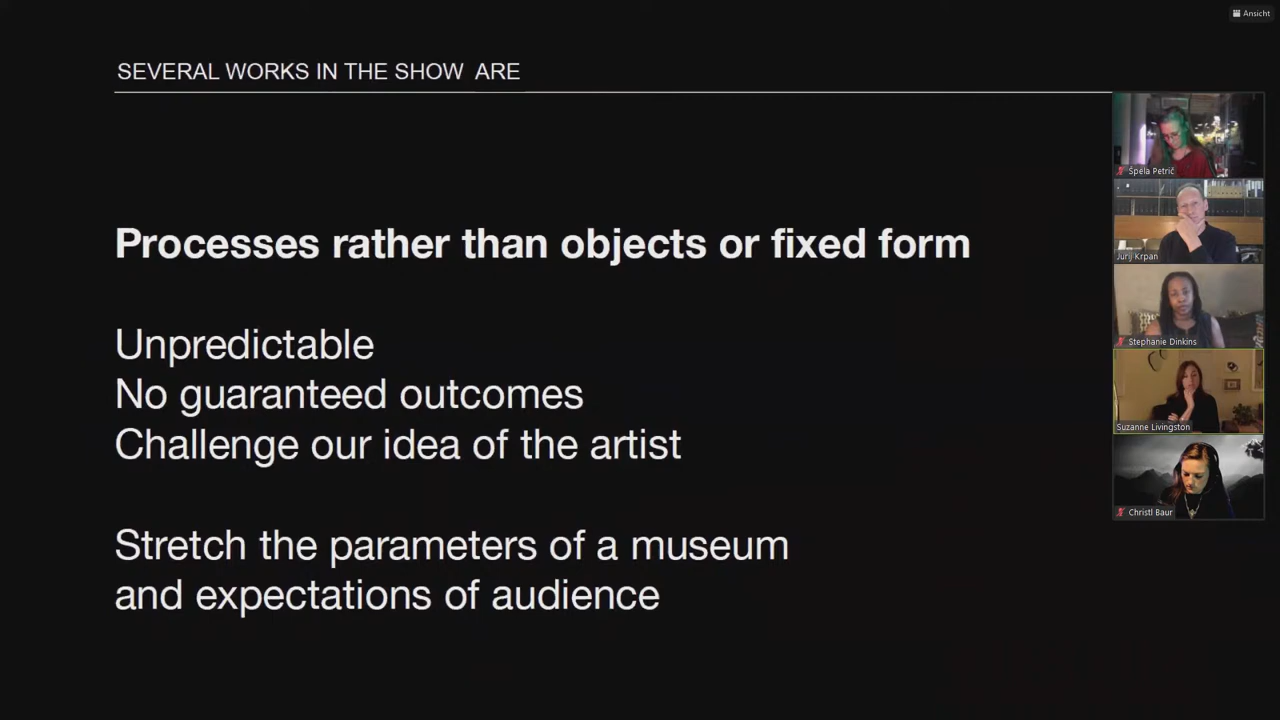 Ansicht
SEVERAL WORKS IN THE SHOW ARE
Processes rather than objects or fixed form
Unpredictable
No guaranteed outcomes
Challenge our idea of the artist
Stretch the parameters of a museum
and expectations of audience
Špela Petrič
Jurij Krpan
Stephanie Dinkins
Suzanne Livingston
Christl Baur